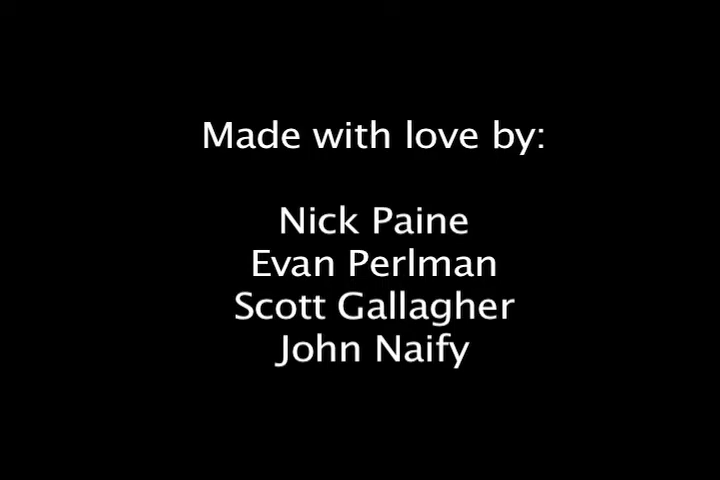 Made with love by:
Nick Paine
Evan Perlman
Scott Gallagher
John Naify